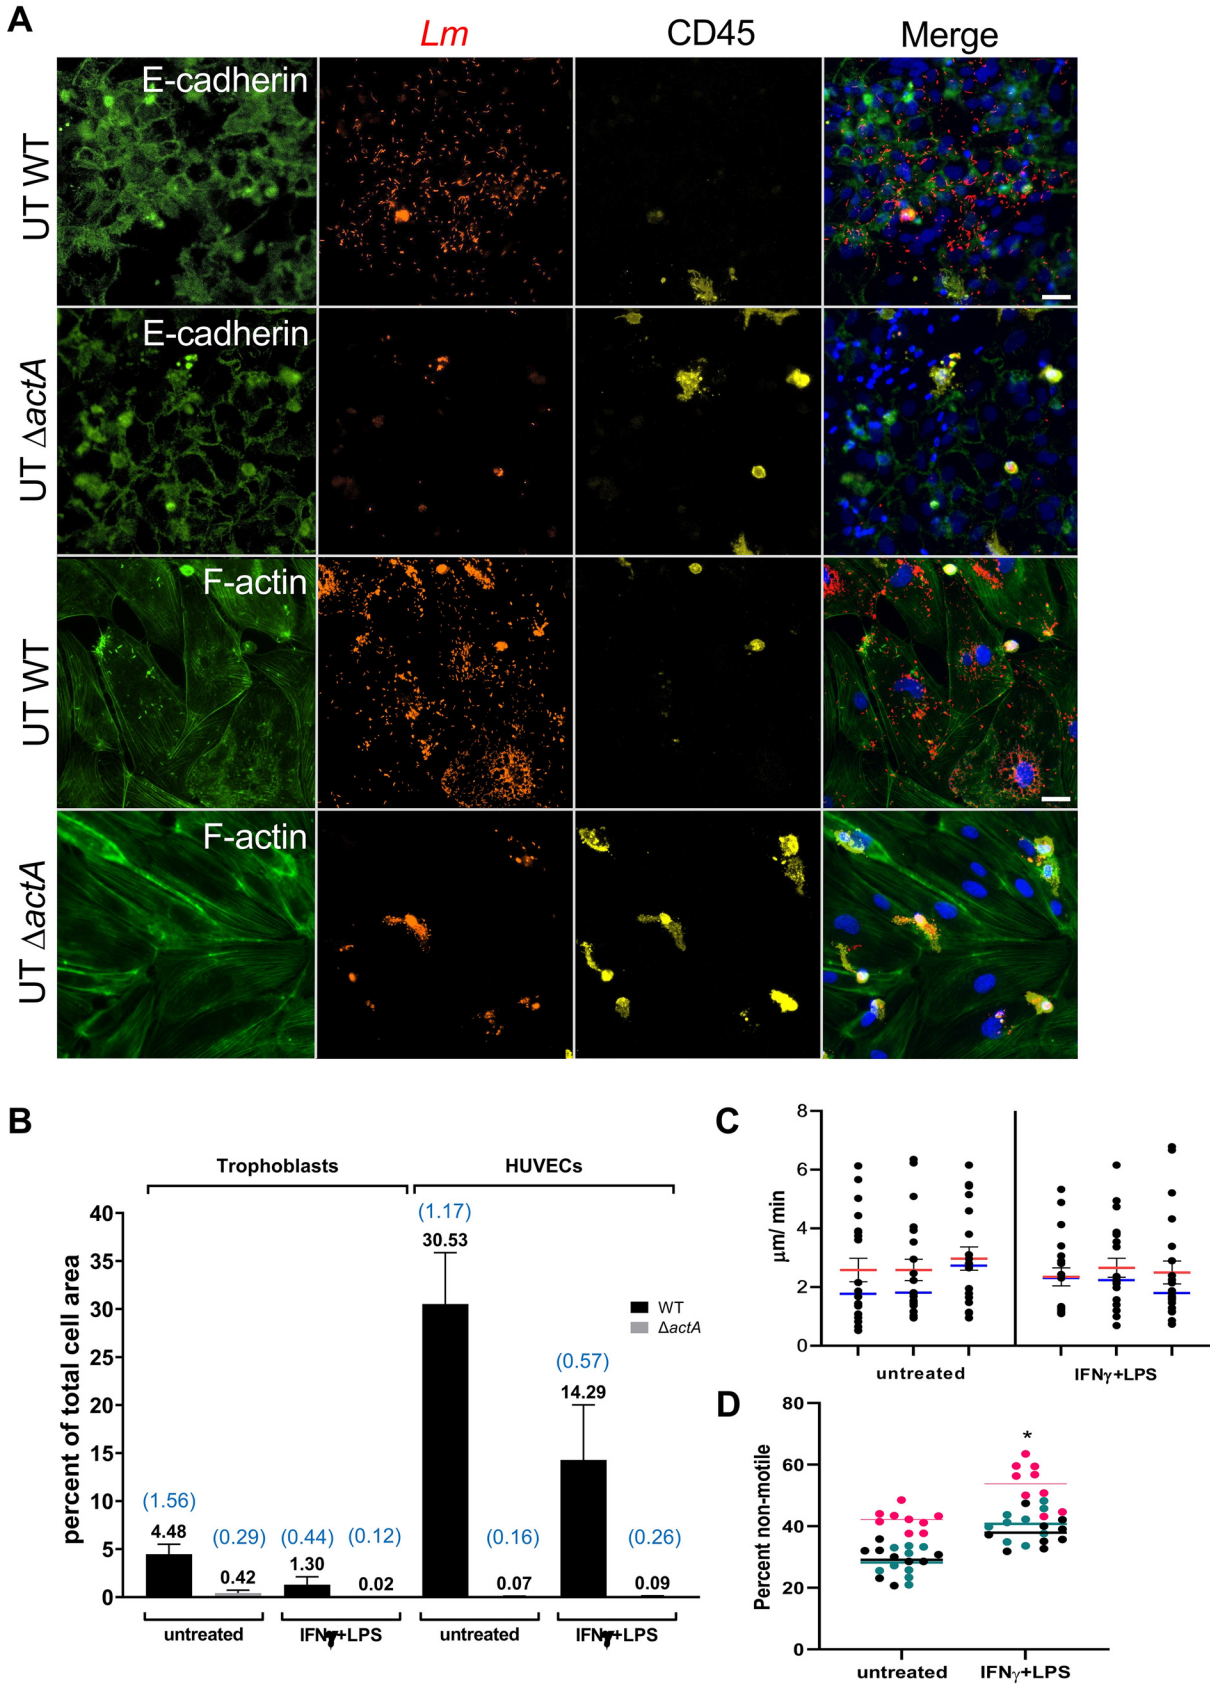 A
Lm CD45 Merge
UT WT
E-cadherin
UT ΔactA
E-cadherin
UT WT
F-actin
UT ΔactA
F-actin
B
Trophoblasts HUVECs
percent of total cell area
40
35
30
25
20
15
10
5
0
(1.56)
4.48
(0.29)
0.42
(0.44)
1.30
(0.12)
0.02
(1.17)
30.53
(0.16)
0.07
(0.57)
14.29
(0.26)
0.09
WT
ΔactA
untreated IFNγ+LPS untreated IFNγ+LPS
C
μm/ min
8
6
4
2
0
untreated IFNγ+LPS
D
Percent non-motile
80
60
40
20
0
*
untreated IFNγ+LPS